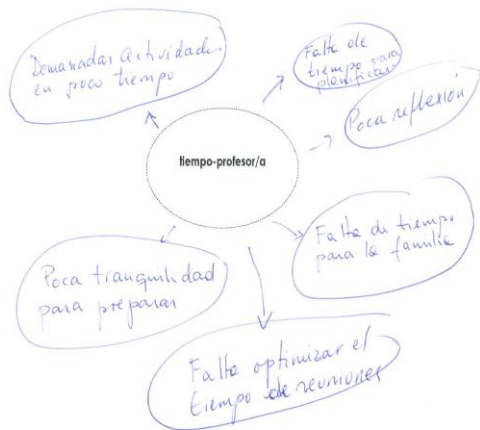 Demasiadas actividades
en poco tiempo
Falta de
tiempo para
planificar
Poca reflexión
tiempo-profesor/a
Falta de tiempo
para la familia
Poca tranquilidad
para preparar
Falta optimizar el
tiempo de reuniones